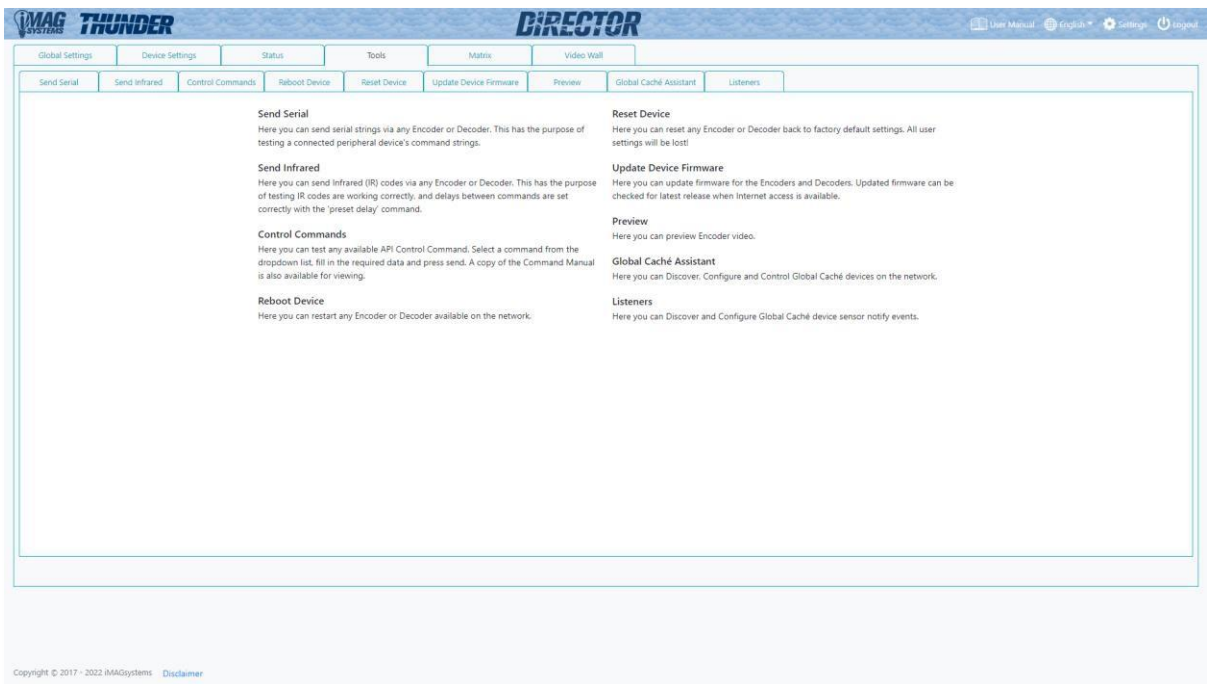 iMAG SYSTEMS THUNDER
DiRECTOR
User Manual English Settings Logout
Global Settings Device Settings Status Tools Matrix Video Wall
Send Serial Send Infrared Control Commands Reboot Device Reset Device Update Device Firmware Preview Global Caché Assistant Listeners
Send Serial
Here you can send serial strings via any Encoder or Decoder. This has the purpose of
testing a connected peripheral device's command strings.
Send Infrared
Here you can send Infrared (IR) codes via any Encoder or Decoder. This has the purpose
of testing IR codes are working correctly, and delays between commands are set
correctly with the 'preset delay' command.
Control Commands
Here you can test any available API Control Command. Select a command from the
dropdown list, fill in the required data and press send. A copy of the Command Manual
is also available for viewing.
Reboot Device
Here you can restart any Encoder or Decoder available on the network.
Reset Device
Here you can reset any Encoder or Decoder back to factory default settings. All user
settings will be lost!
Update Device Firmware
Here you can update firmware for the Encoders and Decoders. Updated firmware can be
checked for latest release when Internet access is available.
Preview
Here you can preview Encoder video.
Global Caché Assistant
Here you can Discover, Configure and Control Global Caché devices on the network.
Listeners
Here you can Discover and Configure Global Caché device sensor notify events.
Copyright © 2017 - 2022 iMAGsystems Disclaimer